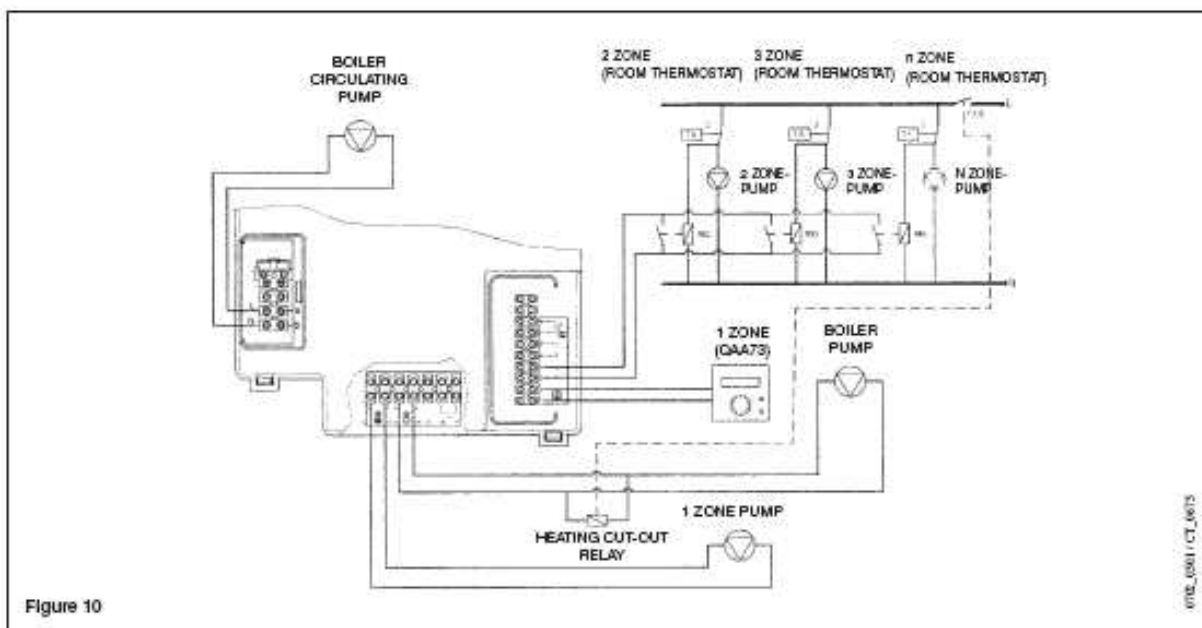 BOILER
CIRCULATING
PUMP
2 ZONE
(ROOM THERMOSTAT)
3 ZONE
(ROOM THERMOSTAT)
n ZONE
(ROOM THERMOSTAT)
2 ZONE-
PUMP
3 ZONE-
PUMP
N ZONE-
PUMP
1 ZONE
(QAA73)
BOILER
PUMP
HEATING CUT-OUT
RELAY
1 ZONE PUMP
Figure 10